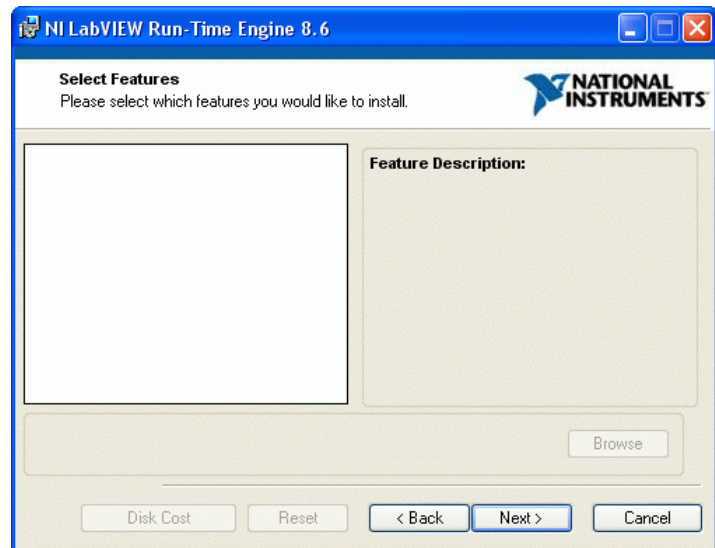 NI LabVIEW Run-Time Engine 8.6
Select Features
Please select which features you would like to install.
NATIONAL
INSTRUMENTS
Feature Description:
Browse
Disk Cost
Reset
< Back
Next >
Cancel